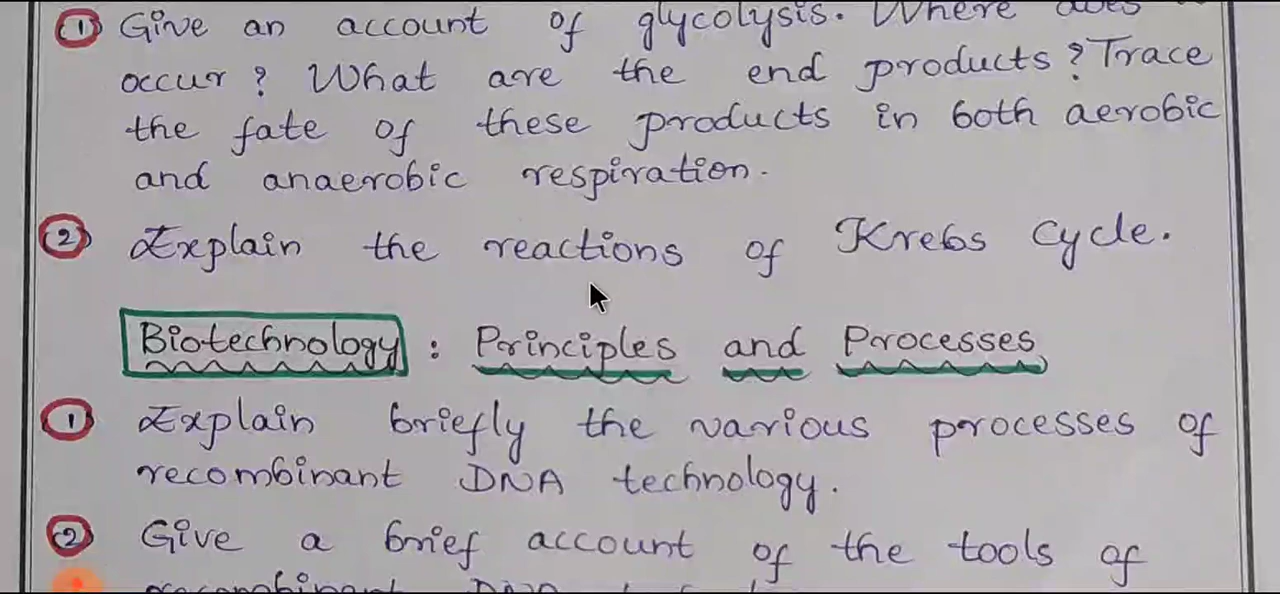 ① Give an account of glycolysis. Where does
occur? What are the end products? Trace
the fate of these products in both aerobic
and anaerobic respiration.
② Explain the reactions of Krebs Cycle.
Biotechnology : Principles and Processes
① Explain briefly the various processes of
recombinant DNA technology.
② Give a brief account of the tools of
recombinant DNA